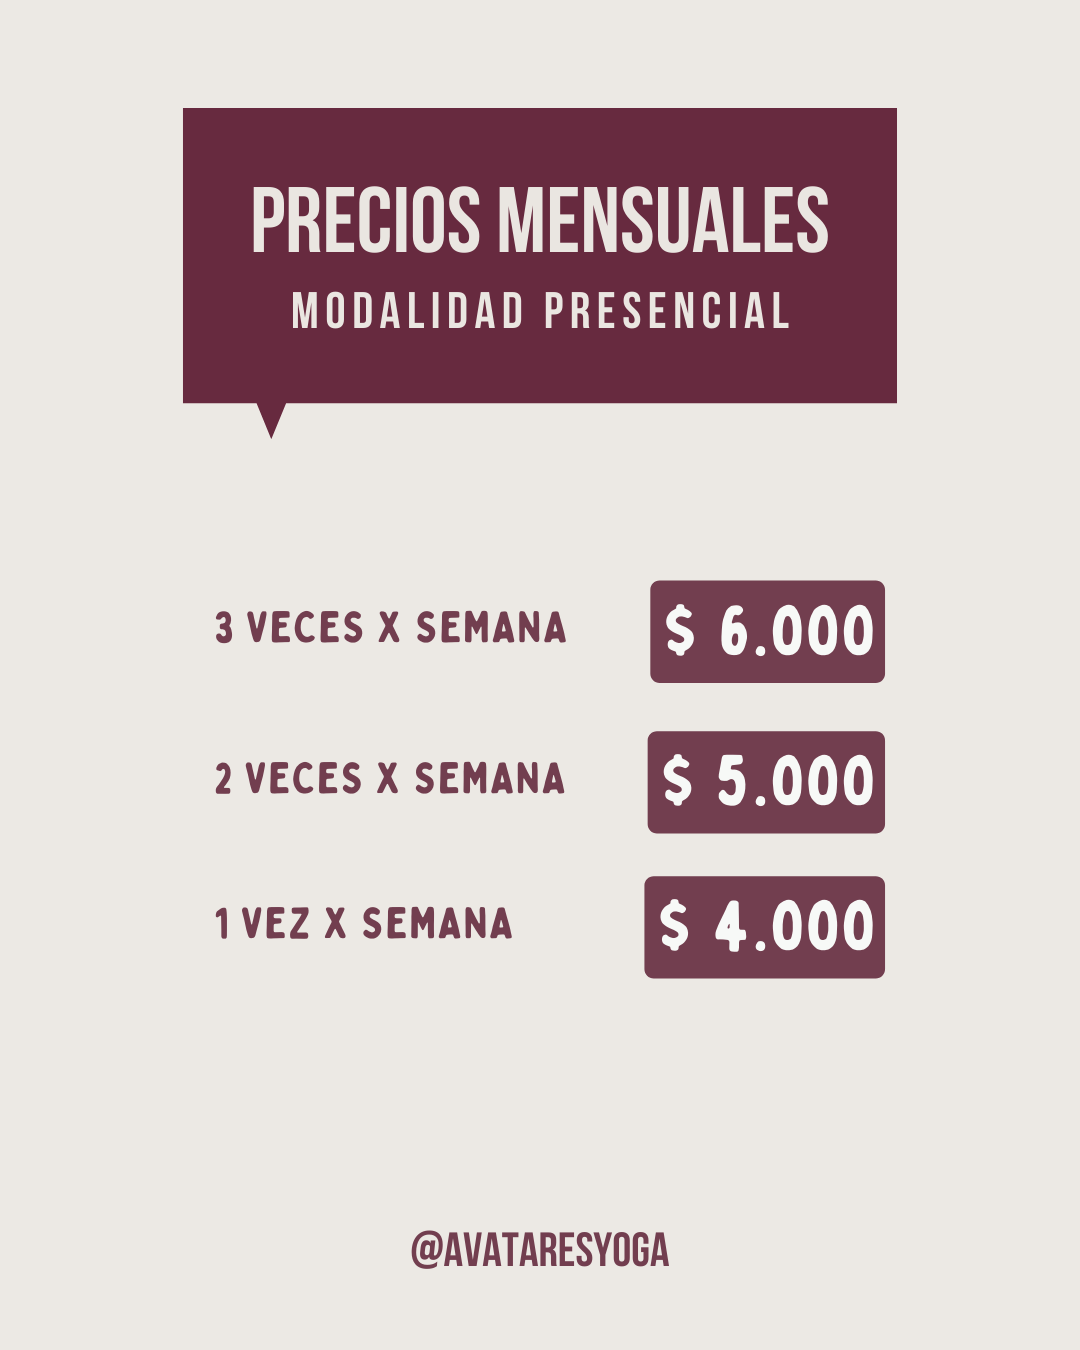 PRECIOS MENSUALES
MODALIDAD PRESENCIAL
3 VECES X SEMANA $ 6.000
2 VECES X SEMANA $ 5.000
1 VEZ X SEMANA $ 4.000
@AVATARESYOGA